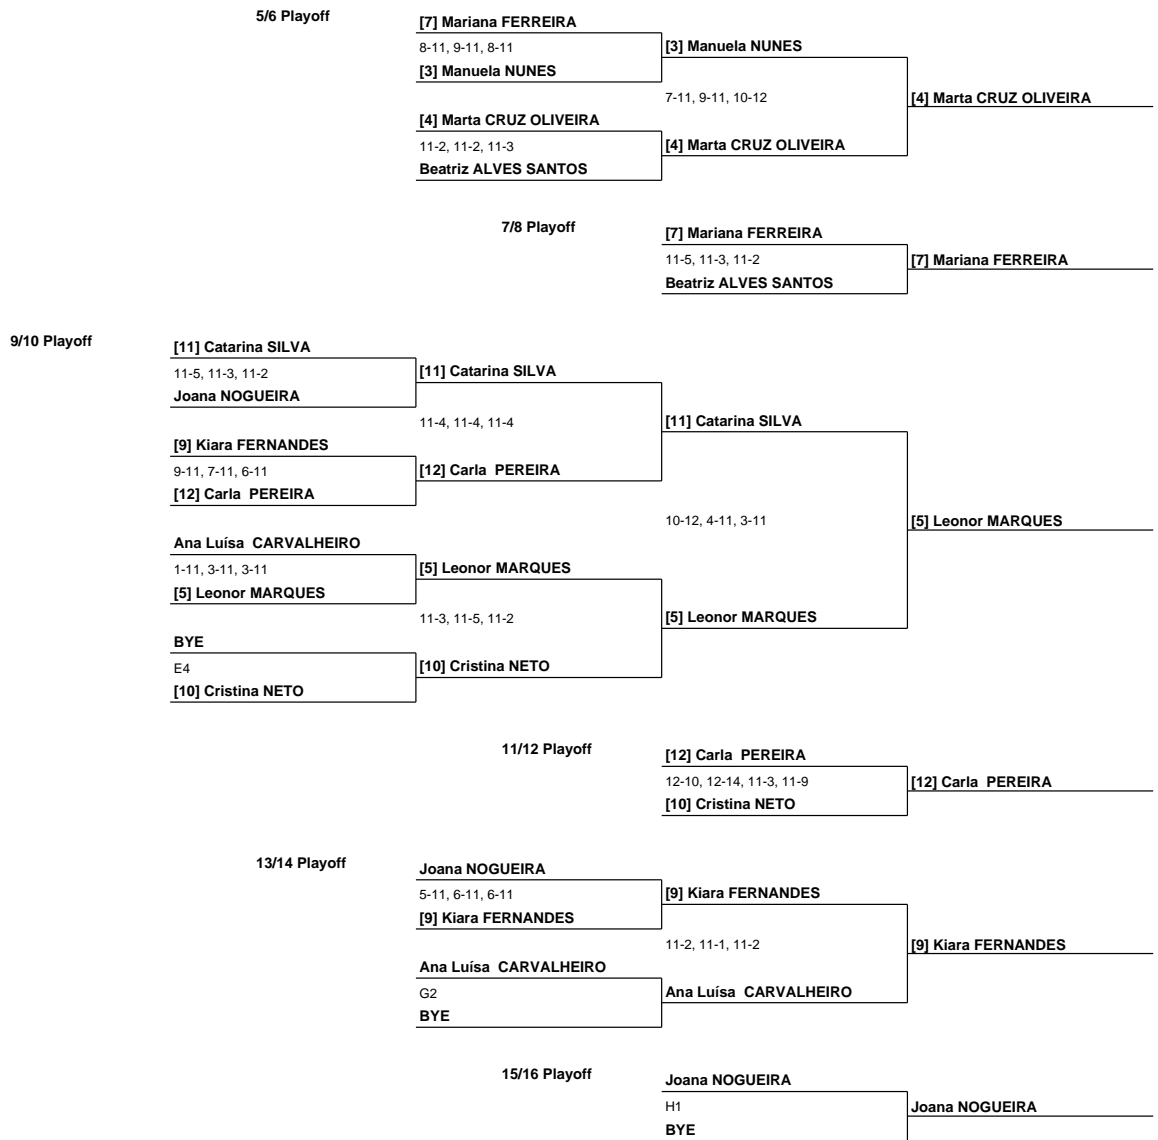 5/6 Playoff
[7] Mariana FERREIRA
8-11, 9-11, 8-11
[3] Manuela NUNES
[3] Manuela NUNES
7-11, 9-11, 10-12
[4] Marta CRUZ OLIVEIRA
[4] Marta CRUZ OLIVEIRA
11-2, 11-2, 11-3
[4] Marta CRUZ OLIVEIRA
Beatriz ALVES SANTOS
7/8 Playoff
[7] Mariana FERREIRA
11-5, 11-3, 11-2
[7] Mariana FERREIRA
Beatriz ALVES SANTOS
9/10 Playoff
[11] Catarina SILVA
11-5, 11-3, 11-2
[11] Catarina SILVA
Joana NOGUEIRA
11-4, 11-4, 11-4
[11] Catarina SILVA
[9] Kiara FERNANDES
9-11, 7-11, 6-11
[12] Carla PEREIRA
[12] Carla PEREIRA
10-12, 4-11, 3-11
[5] Leonor MARQUES
Ana Luísa CARVALHEIRO
1-11, 3-11, 3-11
[5] Leonor MARQUES
[5] Leonor MARQUES
11-3, 11-5, 11-2
[5] Leonor MARQUES
BYE
E4
[10] Cristina NETO
[10] Cristina NETO
11/12 Playoff
[12] Carla PEREIRA
12-10, 12-14, 11-3, 11-9
[12] Carla PEREIRA
[10] Cristina NETO
13/14 Playoff
Joana NOGUEIRA
5-11, 6-11, 6-11
[9] Kiara FERNANDES
[9] Kiara FERNANDES
11-2, 11-1, 11-2
[9] Kiara FERNANDES
Ana Luísa CARVALHEIRO
G2
Ana Luísa CARVALHEIRO
BYE
15/16 Playoff
Joana NOGUEIRA
H1
Joana NOGUEIRA
BYE